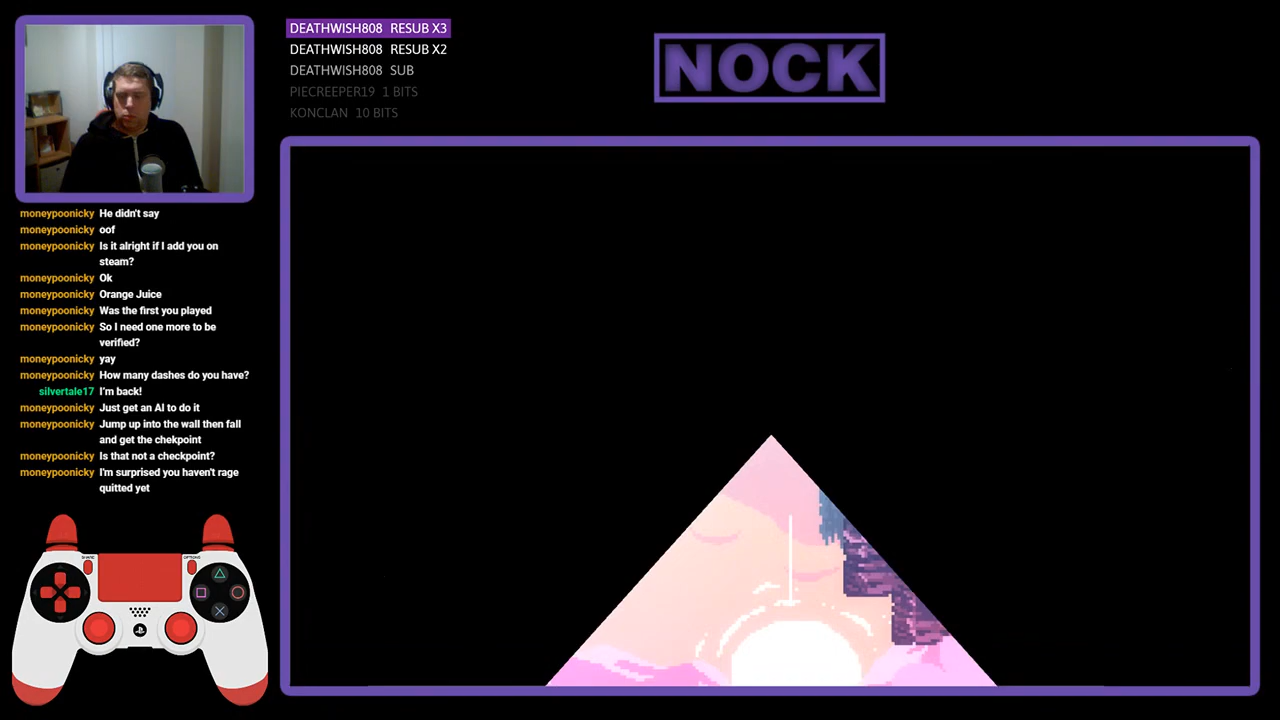 DEATHWISH808 RESUB X3
DEATHWISH808 RESUB X2
DEATHWISH808 SUB
PIECREEPER19 1 BITS
KONCLAN 10 BITS
NOCK
moneypoonicky He didn't say
moneypoonicky oof
moneypoonicky Is it alright if I add you on
steam?
moneypoonicky Ok
moneypoonicky Orange Juice
moneypoonicky Was the first you played
moneypoonicky So I need one more to be
verified?
moneypoonicky yay
moneypoonicky How many dashes do you have?
silvertale17 I'm back!
moneypoonicky Just get an AI to do it
moneypoonicky Jump up into the wall then fall
and get the chekpoint
moneypoonicky Is that not a checkpoint?
moneypoonicky I'm surprised you haven't rage
quitted yet
SHARE
OPTIONS